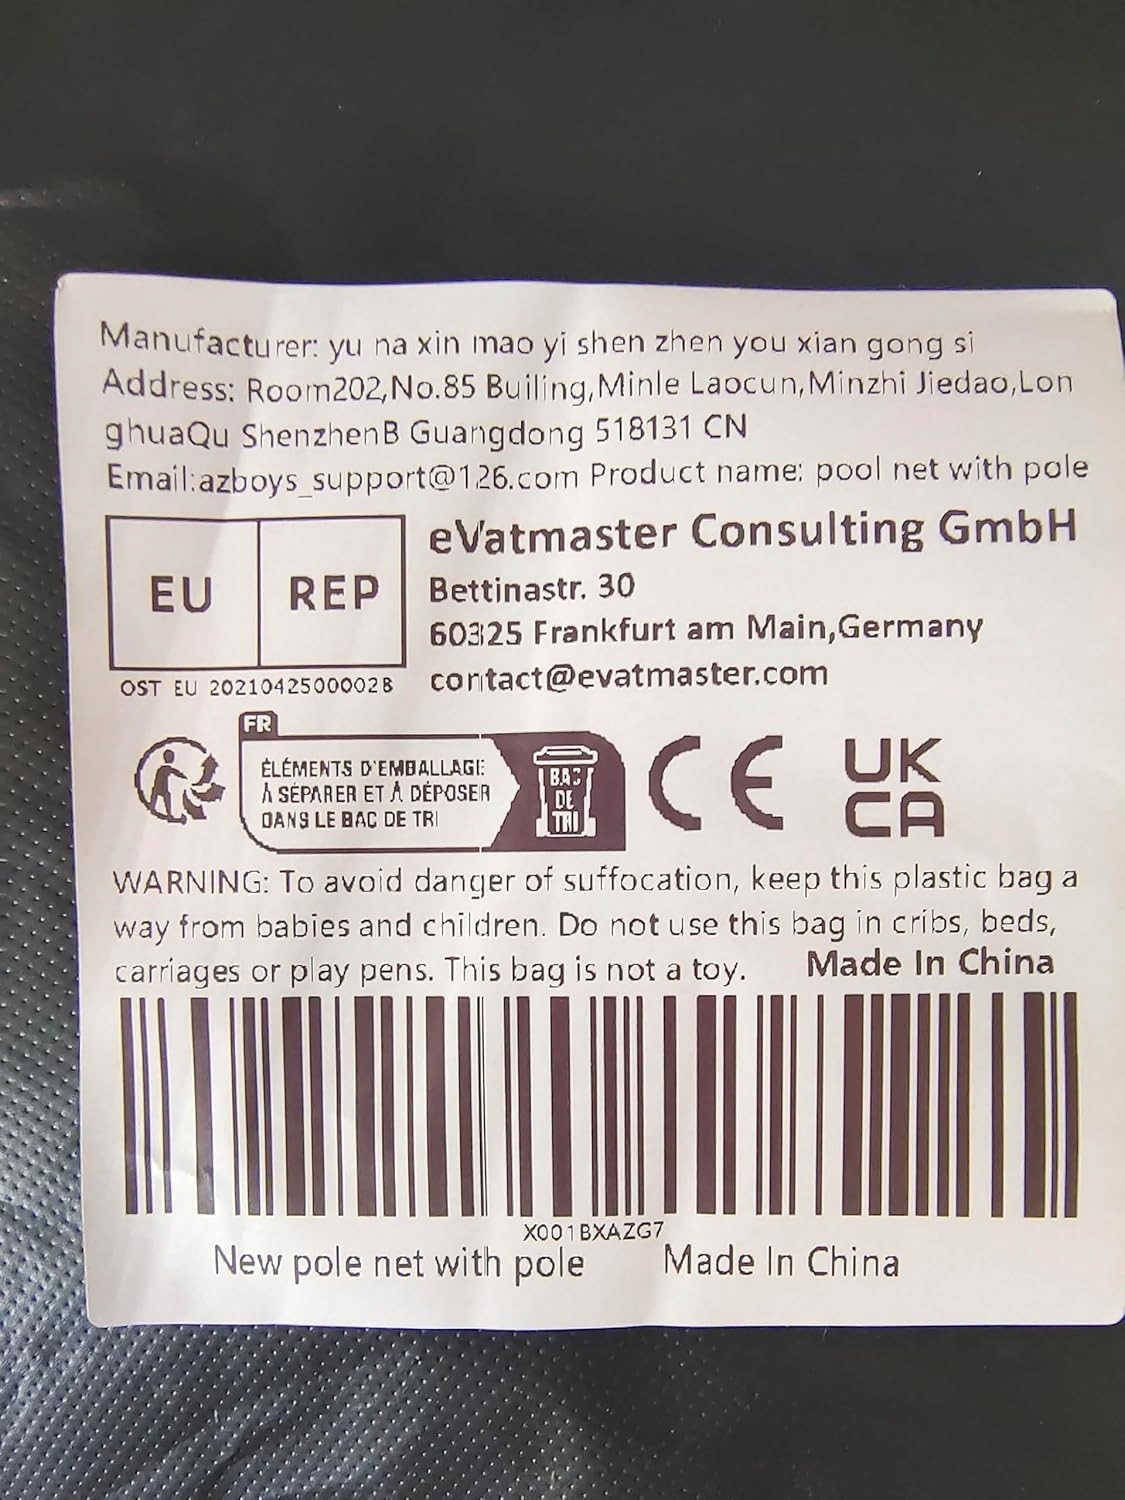 Manufacturer: yu na xin mao yi shen zhen you xian gong si
Address: Room202,No.85 Builing,Minle Laocun,Minzhi Jiedao,Lon
ghuaQu ShenzhenB Guangdong 518131 CN
Email:azboys_support@126.com Product name: pool net with pole
EU REP
eVatmaster Consulting GmbH
Bettinastr. 30
60325 Frankfurt am Main,Germany
contact@evatmaster.com
OST EU 2021042500002B
FR
ÉLÉMENTS D'EMBALLAGE
À SÉPARER ET À DÉPOSER
DANS LE BAC DE TRI
BAC
DE
TRI
CE
UK
CA
WARNING: To avoid danger of suffocation, keep this plastic bag a
way from babies and children. Do not use this bag in cribs, beds,
carriages or play pens. This bag is not a toy. Made In China
X001BXAZG7
New pole net with pole Made In China